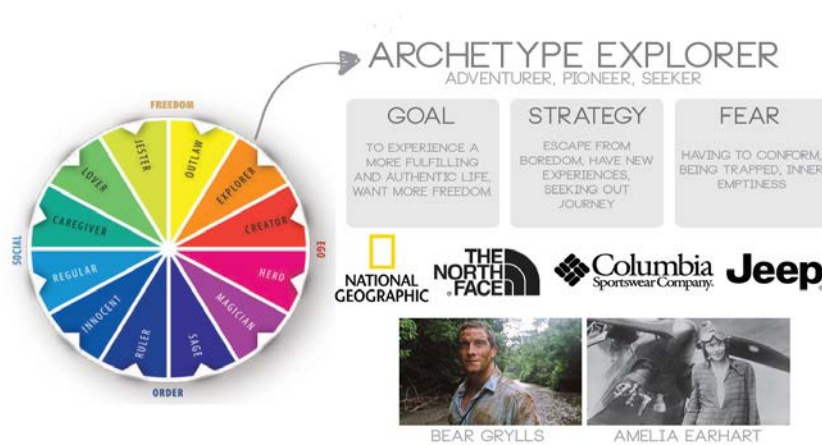 ARCHETYPE EXPLORER
ADVENTURER, PIONEER, SEEKER
FREEDOM
JESTER
OUTLAW
LOVER
EXPLORER
CAREGIVER
CREATOR
SOCIAL
EGO
REGULAR
HERO
INNOCENT
MAGICIAN
RULER
SAGE
ORDER
GOAL
TO EXPERIENCE A
MORE FULFILLING
AND AUTHENTIC LIFE,
WANT MORE FREEDOM.
STRATEGY
ESCAPE FROM
BOREDOM, HAVE NEW
EXPERIENCES,
SEEKING OUT
JOURNEY
FEAR
HAVING TO CONFORM,
BEING TRAPPED, INNER
EMPTINESS
NATIONAL
GEOGRAPHIC
THE
NORTH
FACE
Columbia
Sportswear Company.
Jeep
BEAR GRYLLS
AMELIA EARHART